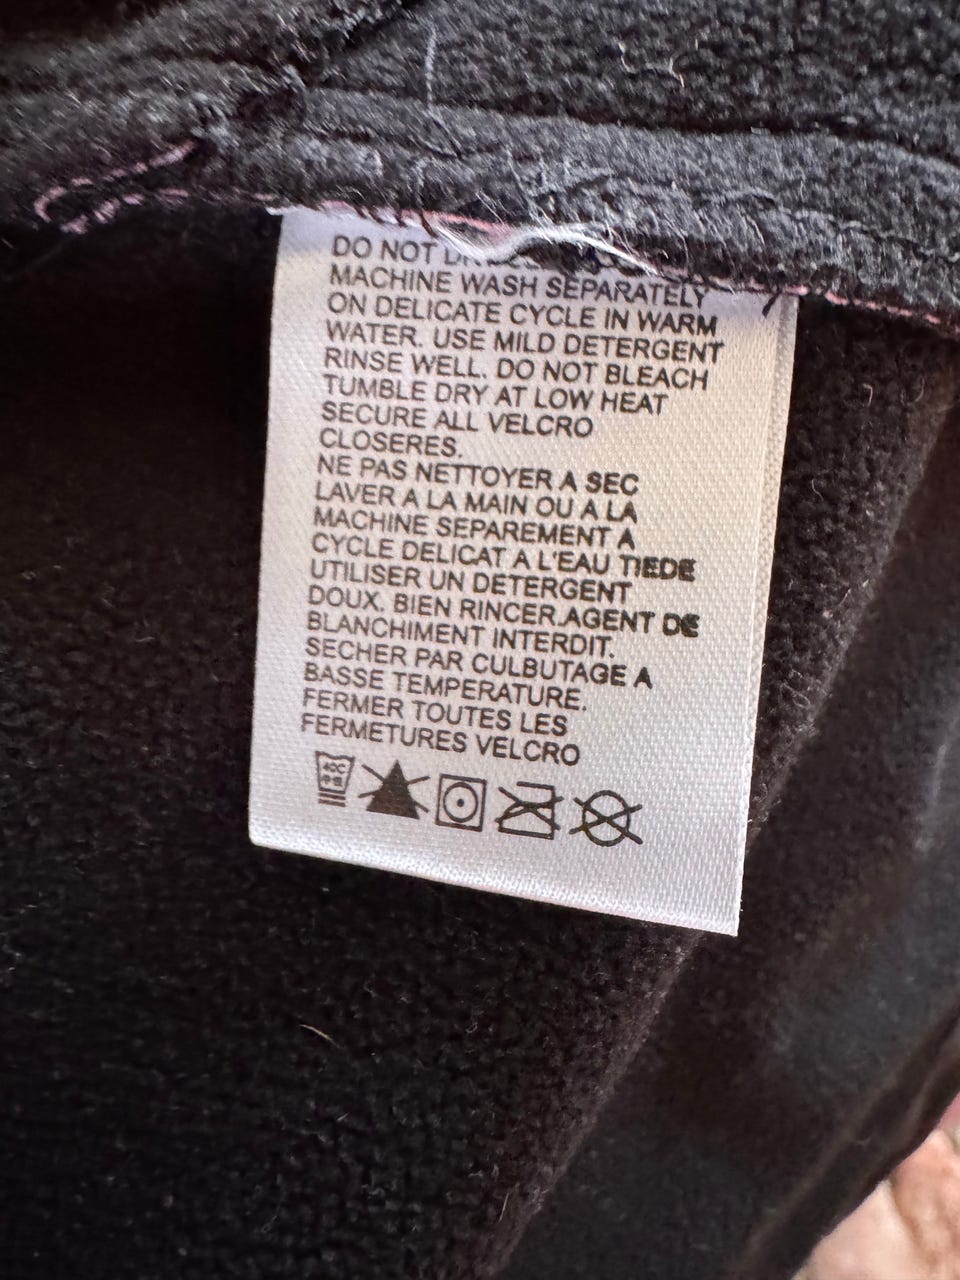 DO NOT
MACHINE WASH SEPARATELY
ON DELICATE CYCLE IN WARM
WATER. USE MILD DETERGENT
RINSE WELL. DO NOT BLEACH
TUMBLE DRY AT LOW HEAT
SECURE ALL VELCRO
CLOSERES.
NE PAS NETTOYER A SEC
LAVER A LA MAIN OU A LA
MACHINE SEPAREMENT A
CYCLE DELICAT A L'EAU TIEDE
UTILISER UN DETERGENT
DOUX. BIEN RINCER.AGENT DE
BLANCHIMENT INTERDIT.
SECHER PAR CULBUTAGE A
BASSE TEMPERATURE.
FERMER TOUTES LES
FERMETURES VELCRO
40C